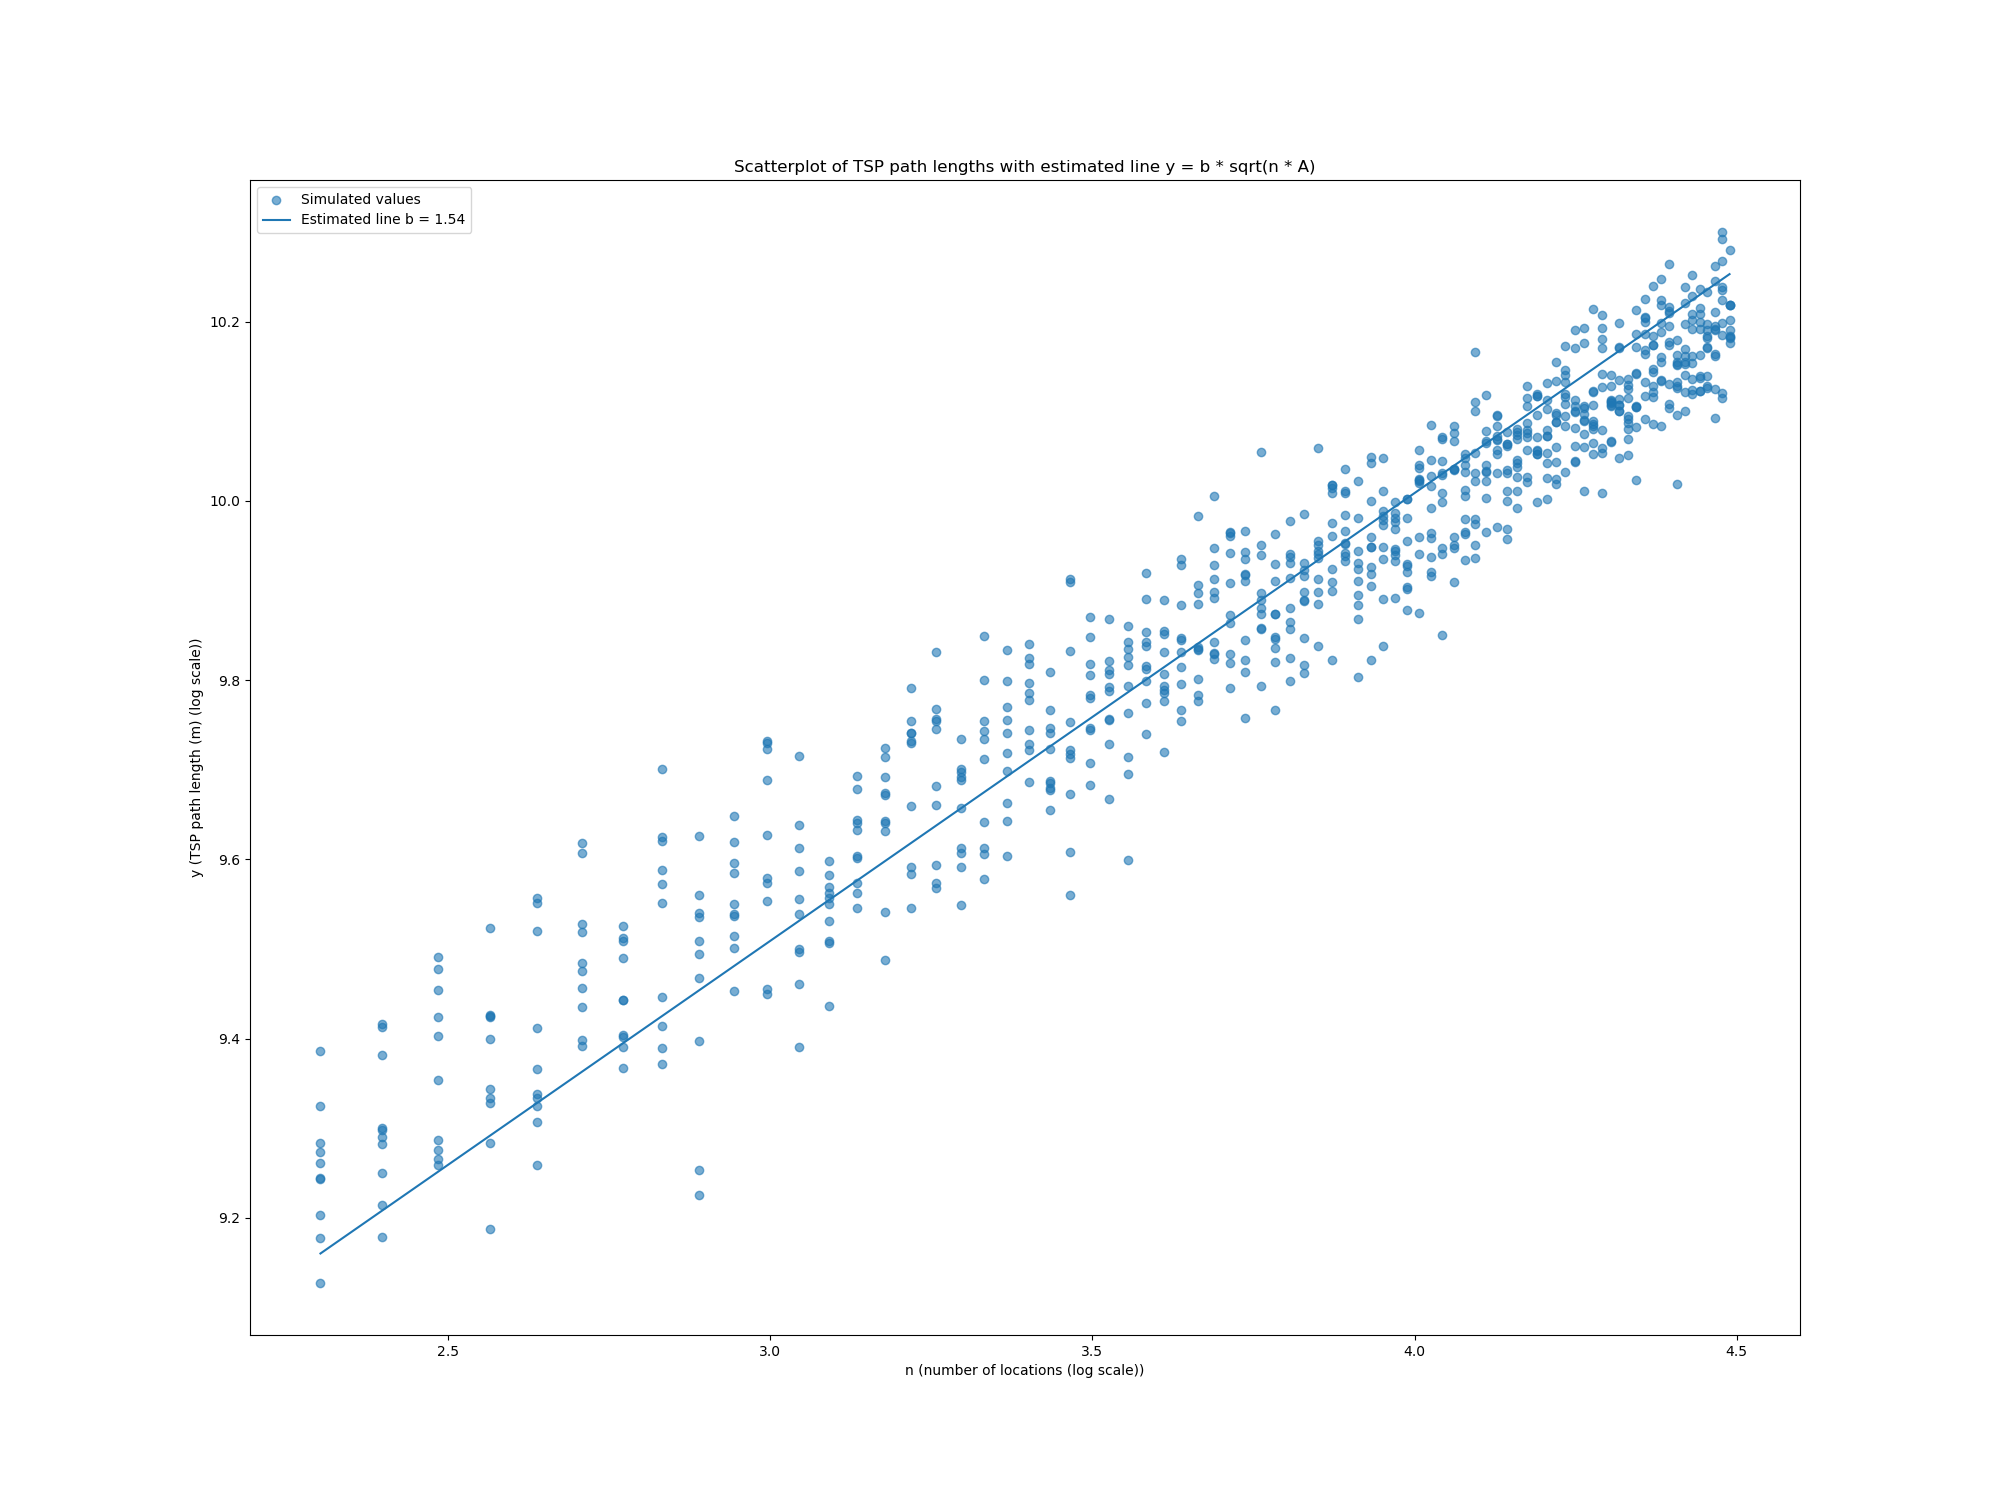 Scatterplot of TSP path lengths with estimated line y = b * sqrt(n * A)
Simulated values
Estimated line b = 1.54
10.2
10.0
9.8
9.6
9.4
9.2
y (TSP path length (m) (log scale))
2.5 3.0 3.5 4.0 4.5
n (number of locations (log scale))